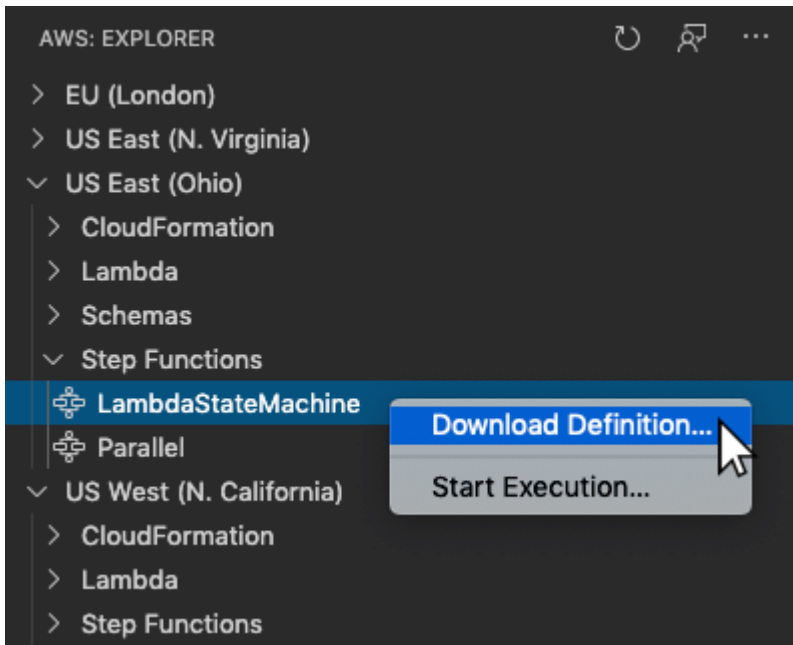 AWS: EXPLORER
EU (London)
US East (N. Virginia)
US East (Ohio)
CloudFormation
Lambda
Schemas
Step Functions
LambdaStateMachine
Download Definition...
Parallel
Start Execution...
US West (N. California)
CloudFormation
Lambda
Step Functions